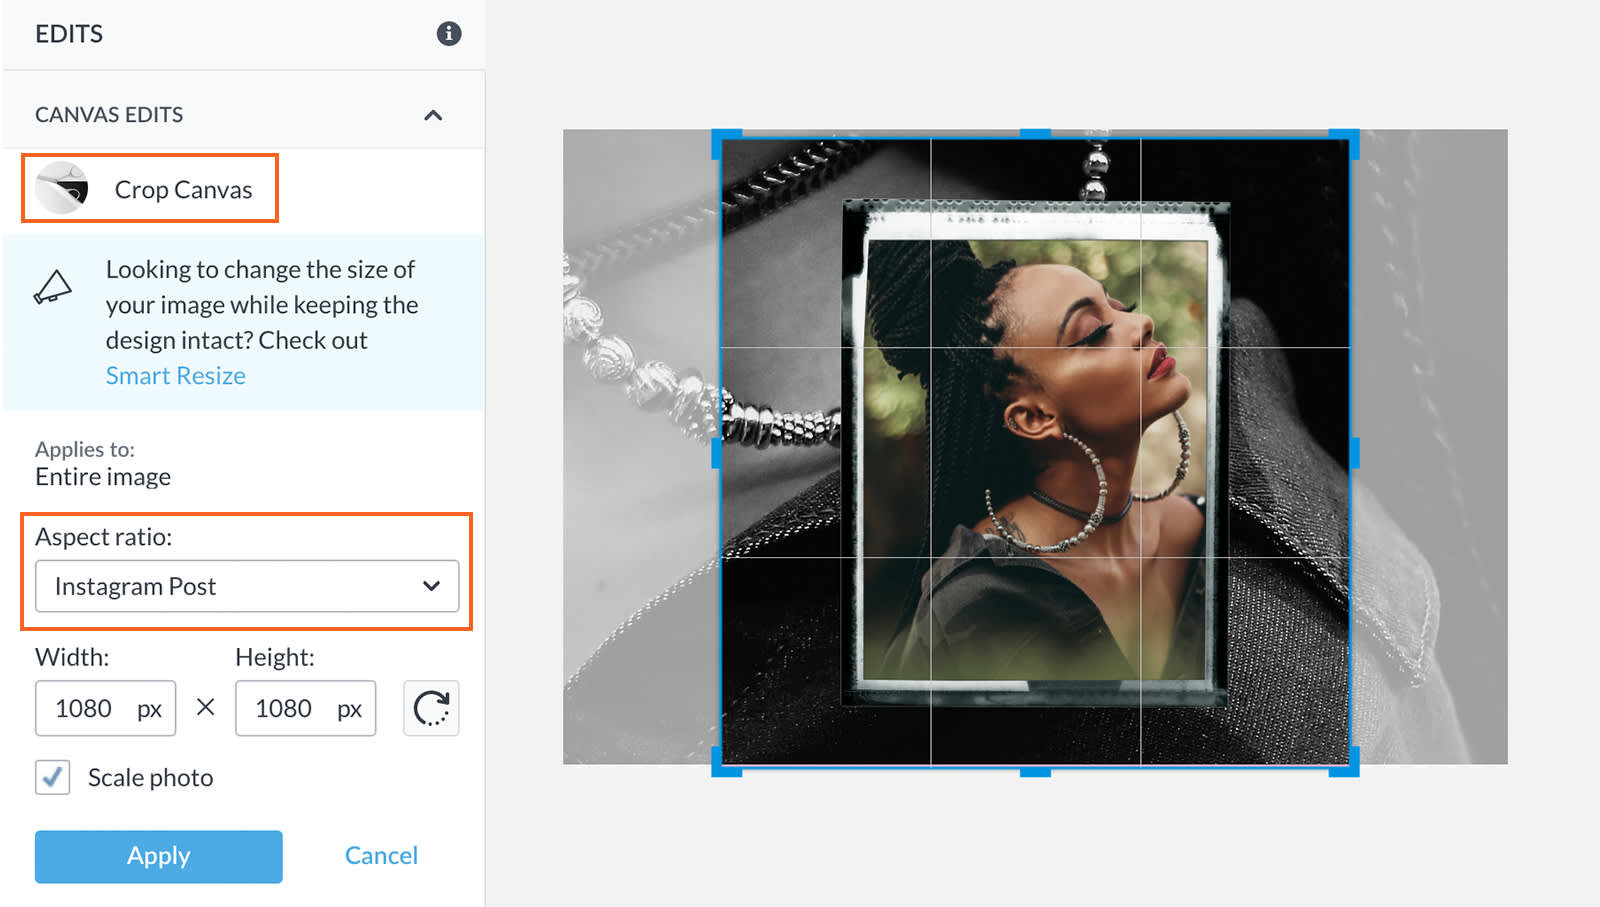 EDITS
CANVAS EDITS
Crop Canvas
Looking to change the size of
your image while keeping the
design intact? Check out
Smart Resize
Applies to:
Entire image
Aspect ratio:
Instagram Post
Width: Height:
1080 px × 1080 px
Scale photo
Apply Cancel